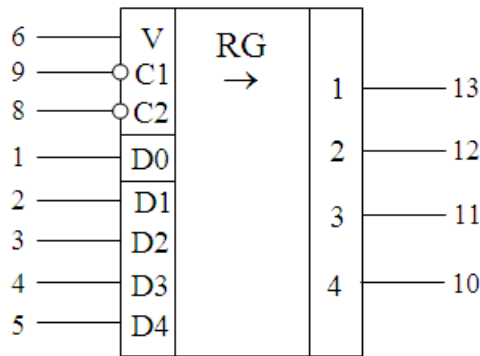 6 V RG
9 C1 →
8 C2 1 13
1 D0 2 12
2 D1
3 D2 3 11
4 D3 4 10
5 D4